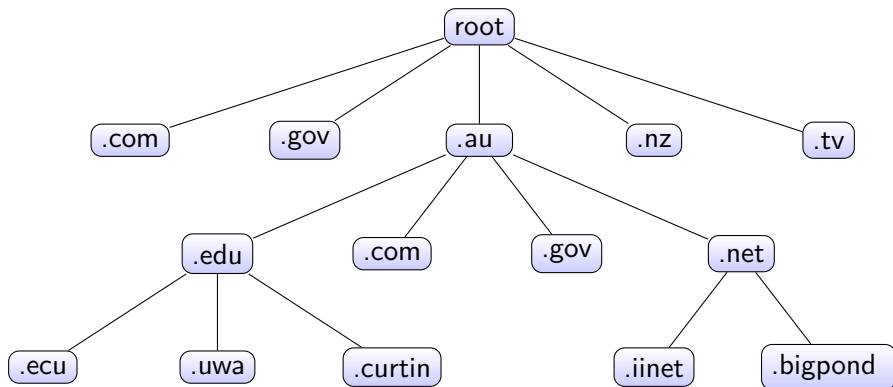 root
.com
.gov
.au
.nz
.tv
.edu
.com
.gov
.net
.ecu
.uwa
.curtin
.iinet
.bigpond